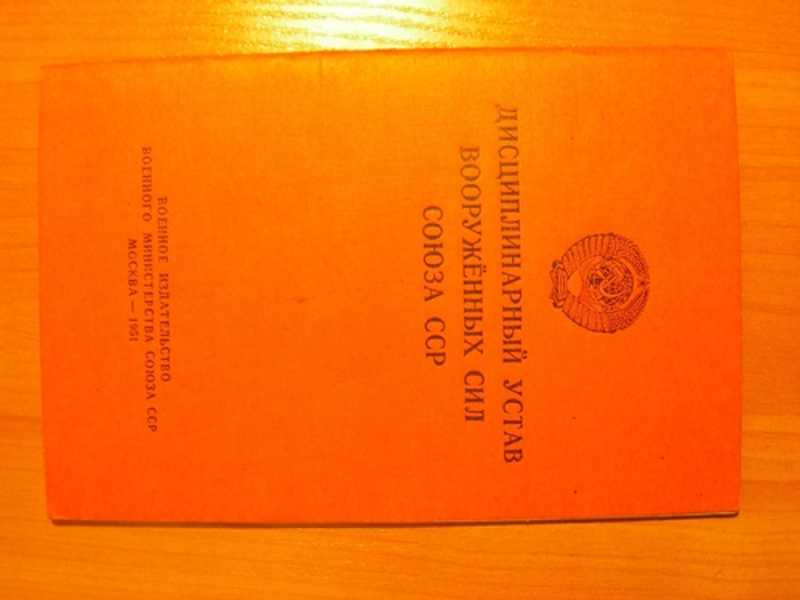 ДИСЦИПЛИНАРНЫЙ УСТАВ
ВООРУЖЁННЫХ СИЛ
СОЮЗА ССР
ВОЕННОЕ ИЗДАТЕЛЬСТВО
ВОЕННОГО МИНИСТЕРСТВА СОЮЗА ССР
МОСКВА — 1951